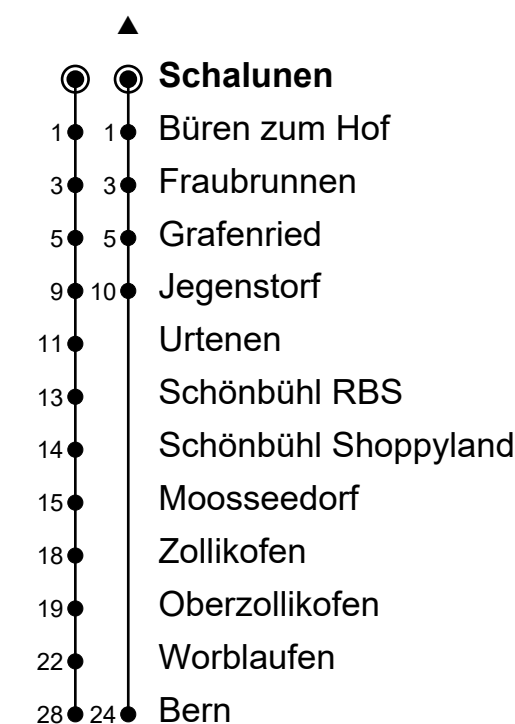 Schalunen
1 1 Büren zum Hof
3 3 Fraubrunnen
5 5 Grafenried
9 10 Jegenstorf
11 Urtenen
13 Schönbühl RBS
14 Schönbühl Shoppyland
15 Moosseedorf
18 Zollikofen
19 Oberzollikofen
22 Worblaufen
28 24 Bern